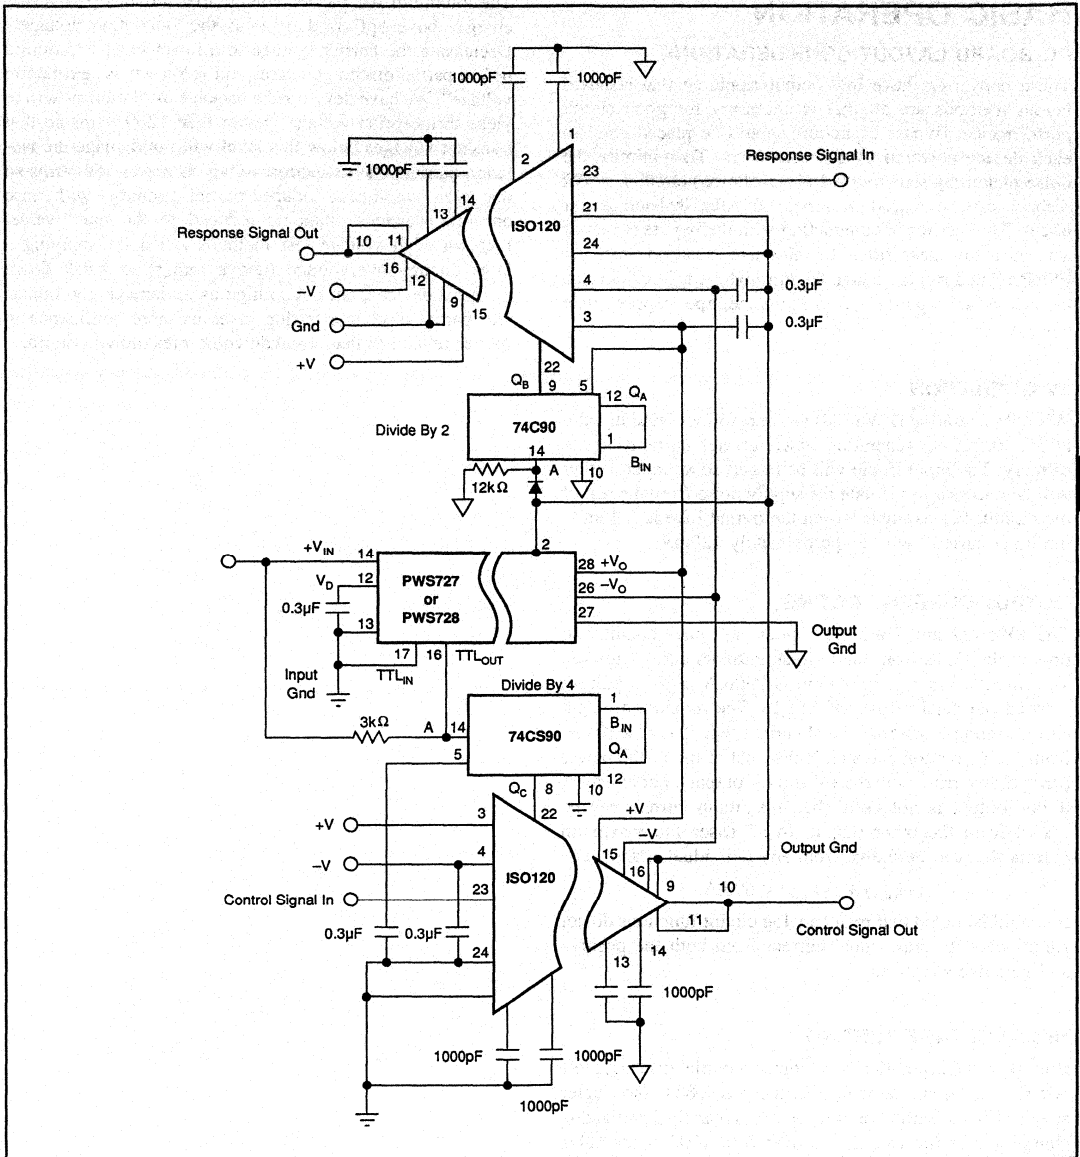 1000pF 1000pF
1
2
Response Signal In
23
1000pF
14
13
21
ISO120
Response Signal Out
10 11
24
16
12
–V
4
0.3µF
9
15
Gnd
3
0.3µF
+V
22
QB
9 5
12 QA
Divide By 2
74C90
1
14
BIN
12kΩ
A
10
2
+VIN
14
28 +VO
VD
12
PWS727
or
PWS728
26 –VO
0.3µF
27
13
Output
Gnd
17 16 TTLOUT
Input
Gnd
TTLIN
Divide By 4
1
3kΩ
A 14
BIN
74CS90
5
QA
12
QC 8
10
22
+V
3
+V
–V
–V
4
15
16
Output Gnd
ISO120
Control Signal In
23
9
10
11
Control Signal Out
0.3µF 0.3µF
24
13
14
1000pF
1000pF 1000pF
1000pF